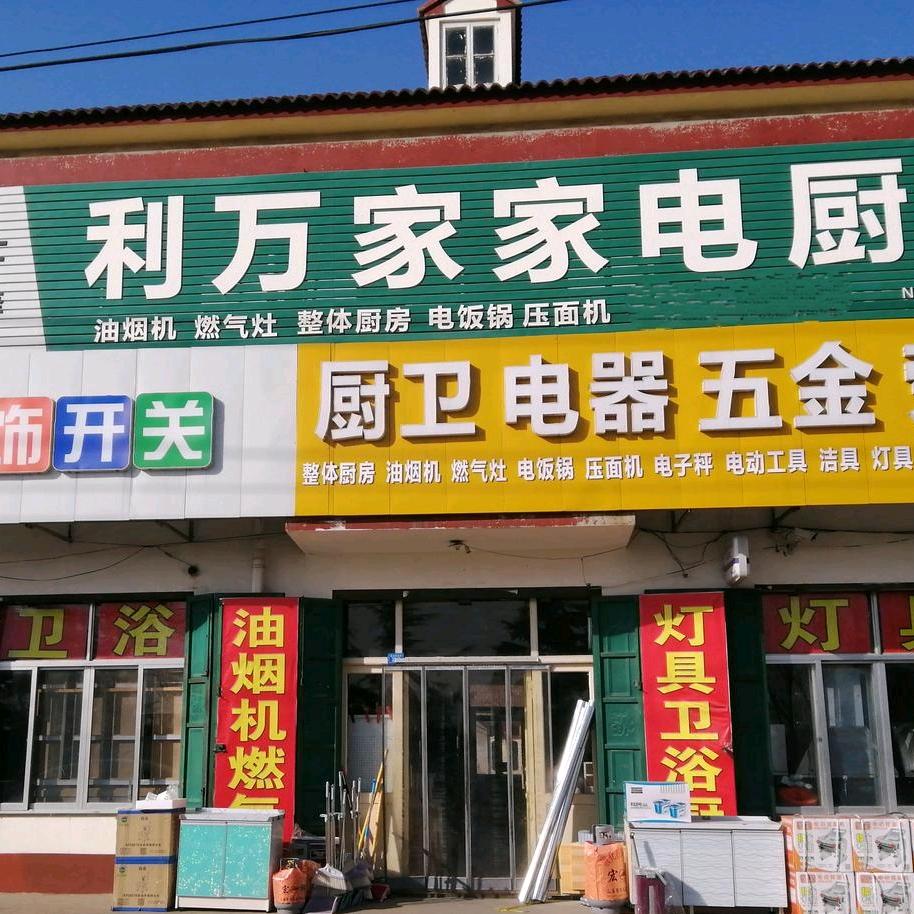 利万家家电厨
油烟机 燃气灶 整体厨房 电饭锅 压面机
饰开关
厨卫电器五金
整体厨房 油烟机 燃气灶 电饭锅 压面机 电子秤 电动工具 洁具 灯具
卫浴
油烟机燃气
灯具卫浴厨
灯